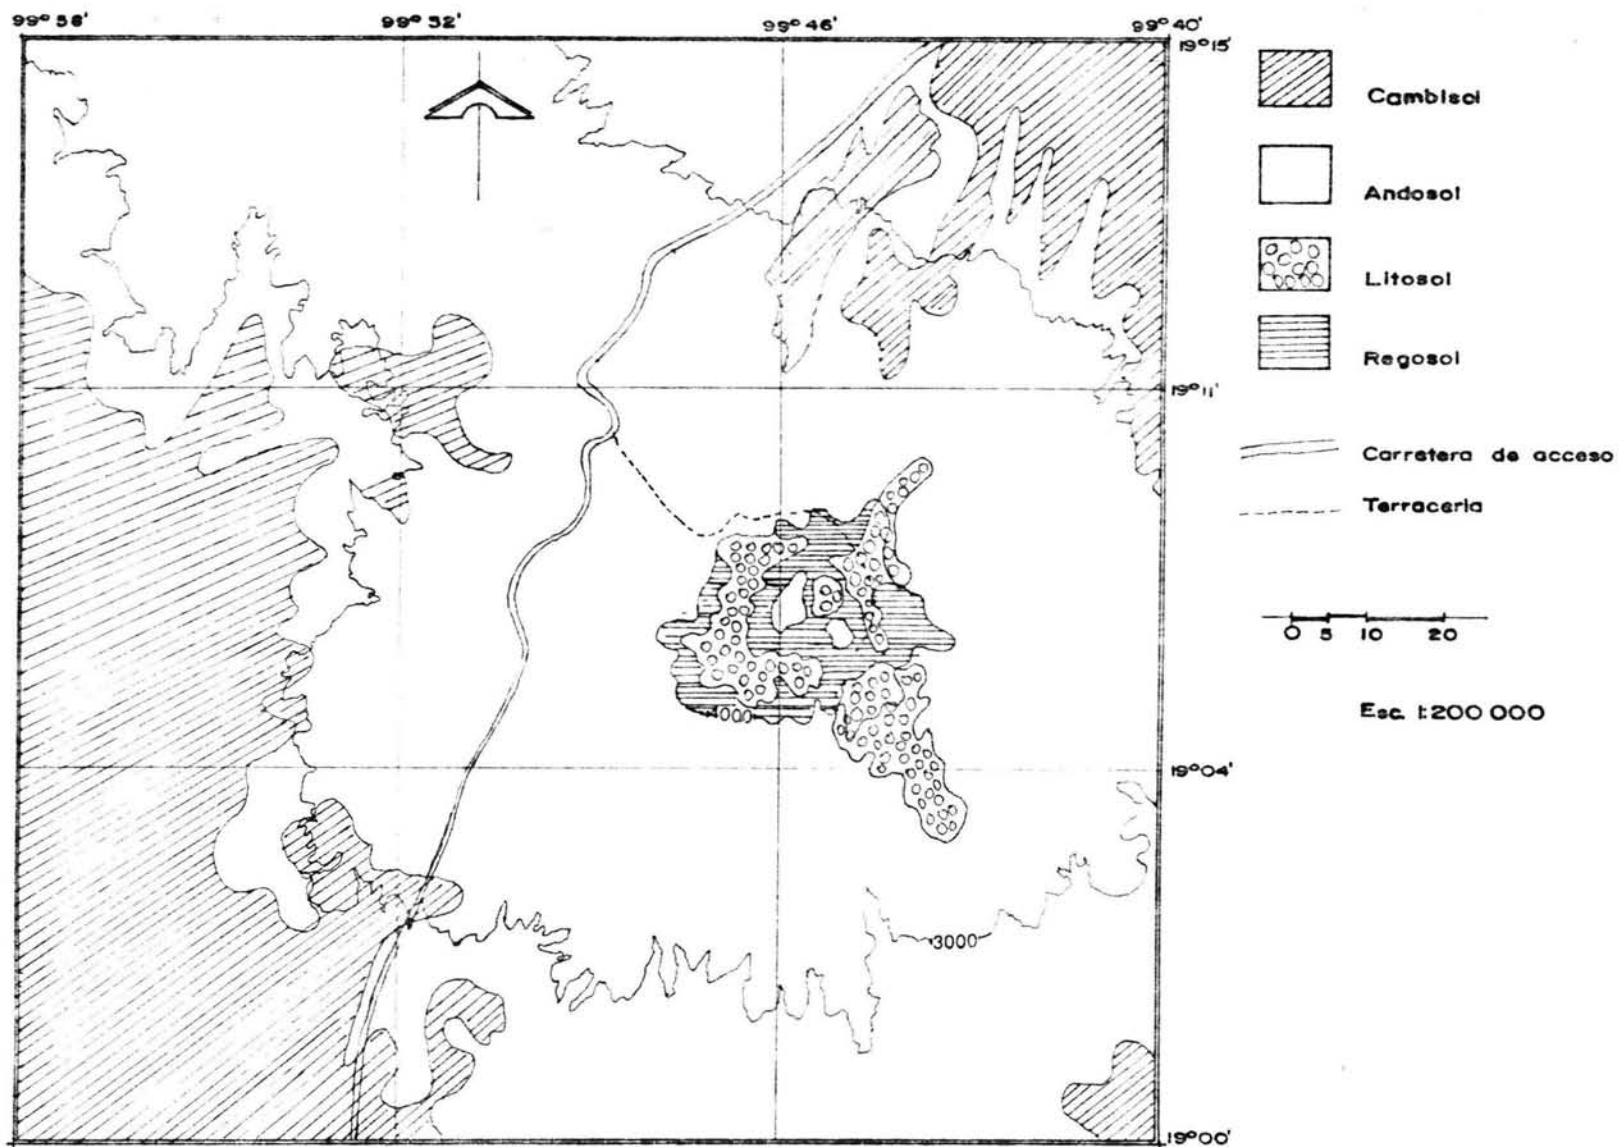 99° 58' 99° 52' 99° 46' 99° 40'
19° 15'
Cambisol
Andosol
Litosol
Regosol
19° 11'
Carretera de acceso
Terraceria
0 5 10 20
4000
Esc. 1:200 000
19° 04'
3000
19° 00'